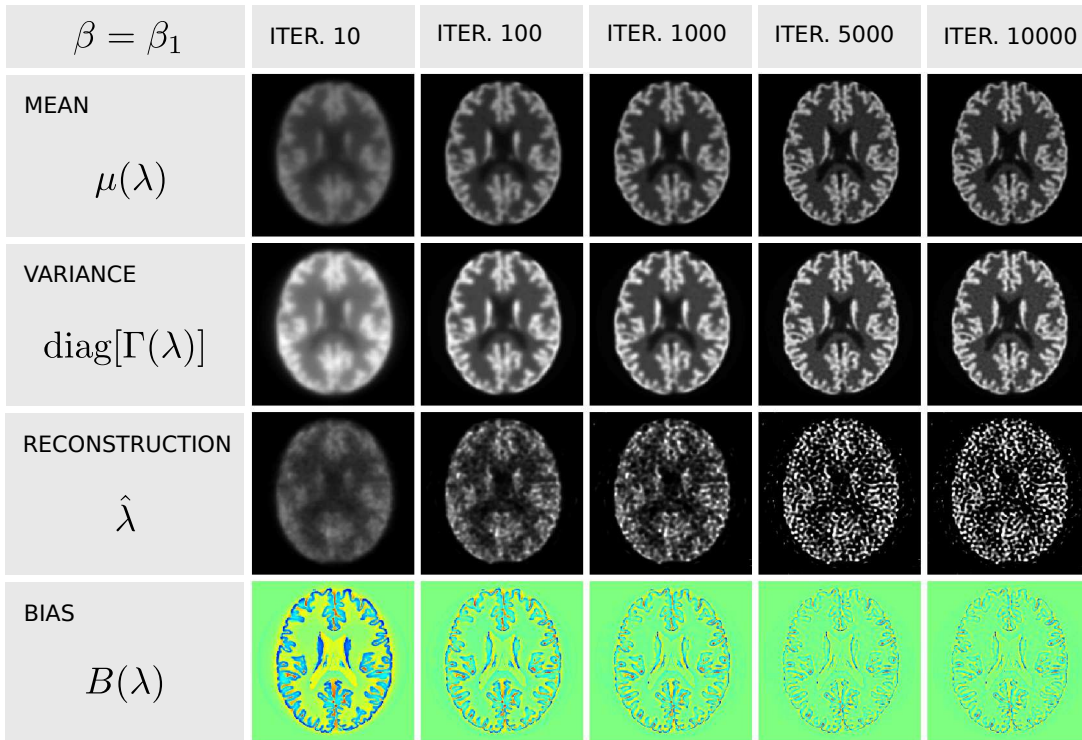 β = β₁ ITER. 10 ITER. 100 ITER. 1000 ITER. 5000 ITER. 10000
MEAN
μ(λ)
VARIANCE
diag[Γ(λ)]
RECONSTRUCTION
λ̂
BIAS
B(λ)